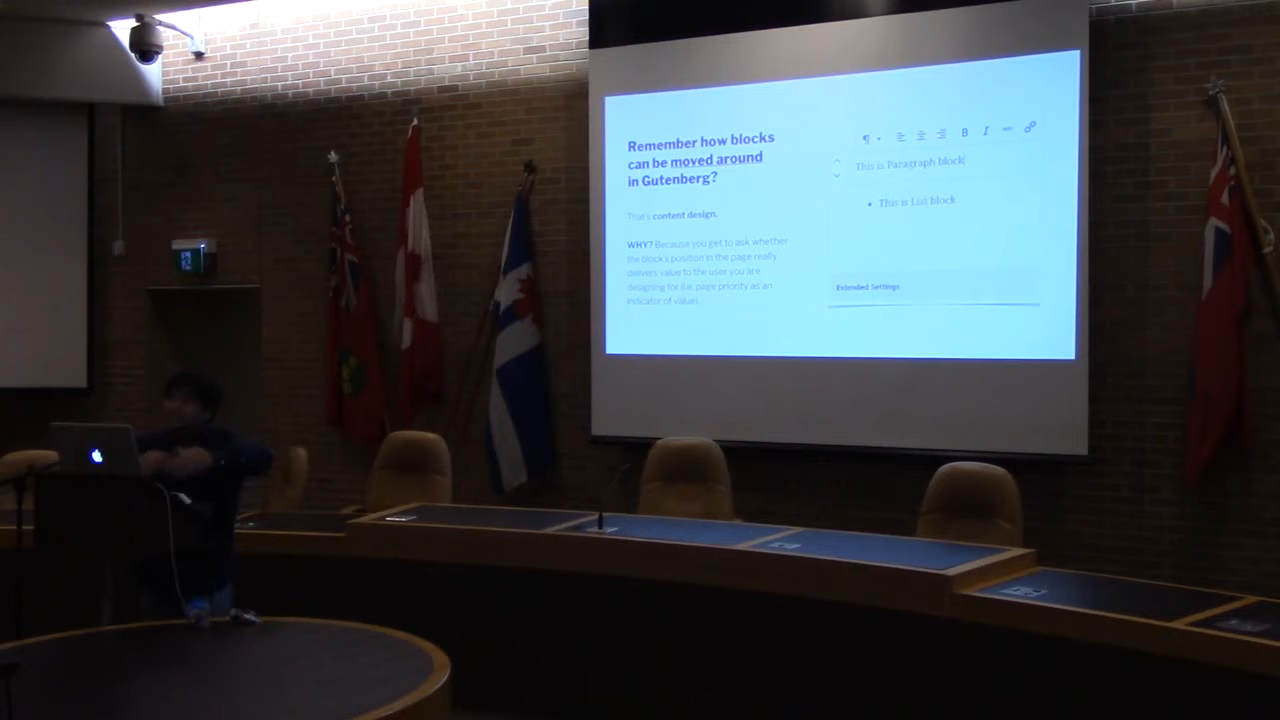 Remember how blocks
can be moved around
in Gutenberg?
That's content design.
WHY? Because you get to ask whether
the block's position in the page really
delivers value to the user you are
designing for (i.e. page priority as an
indicator of value).
B I
This is Paragraph block
• This is List block
Extended Settings